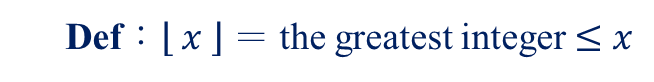 Def : ⌊ x ⌋ = the greatest integer ≤ x